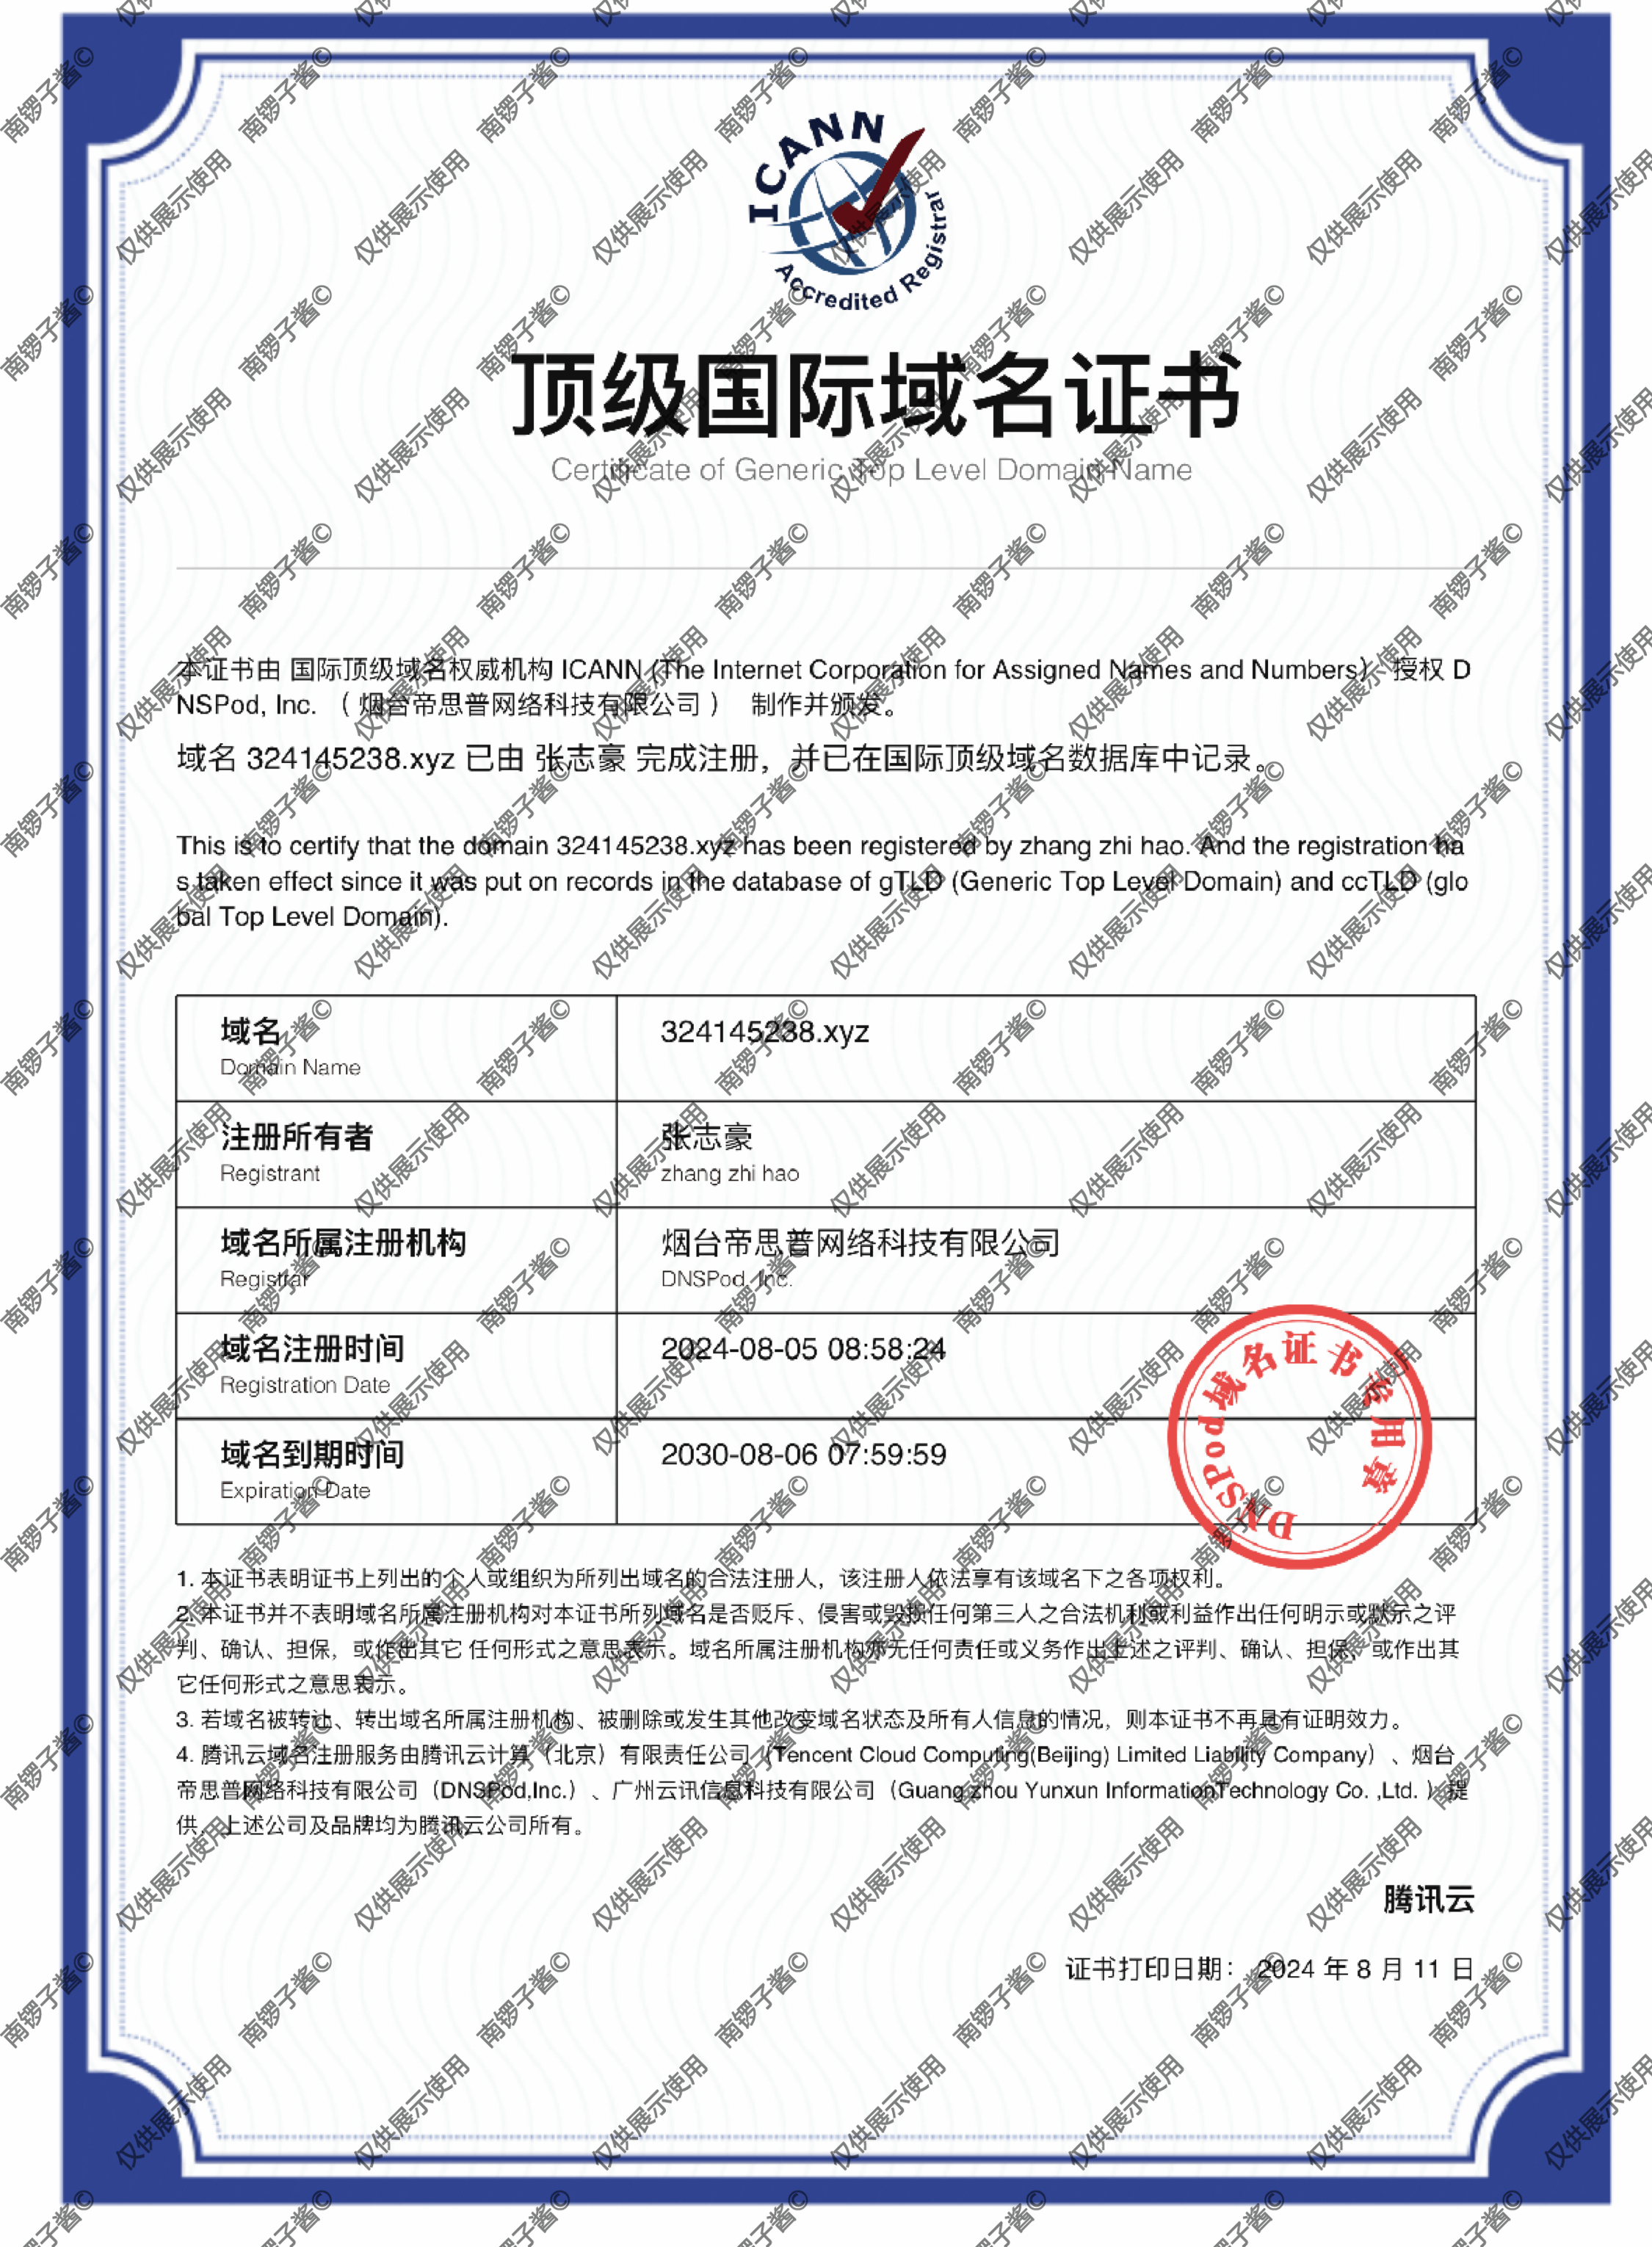 ICANN
Accredited Registrar
顶级国际域名证书
Certificate of Generic Top Level Domain Name
本证书由 国际顶级域名权威机构 ICANN (The Internet Corporation for Assigned Names and Numbers) 授权 D
NSPod, Inc. （ 烟台帝思普网络科技有限公司 ） 制作并颁发。
域名 324145238.xyz 已由 张志豪 完成注册，并已在国际顶级域名数据库中记录。
This is to certify that the domain 324145238.xyz has been registered by zhang zhi hao. And the registration ha
s taken effect since it was put on records in the database of gTLD (Generic Top Level Domain) and ccTLD (glo
bal Top Level Domain).
域名
Domain Name
324145238.xyz
注册所有者
Registrant
张志豪
zhang zhi hao
域名所属注册机构
Registrar
烟台帝思普网络科技有限公司
DNSPod, Inc.
域名注册时间
Registration Date
2024-08-05 08:58:24
域名到期时间
Expiration Date
2030-08-06 07:59:59
DNSPod域名证书专用章
1. 本证书表明证书上列出的个人或组织为所列出域名的合法注册人，该注册人依法享有该域名下之各项权利。
2. 本证书并不表明域名所属注册机构对本证书所列域名是否贬斥、侵害或毁损任何第三人之合法机利或利益作出任何明示或默示之评
判、确认、担保，或作出其它 任何形式之意思表示。域名所属注册机构亦无任何责任或义务作出上述之评判、确认、担保，或作出其
它任何形式之意思表示。
3. 若域名被转让、转出域名所属注册机构、被删除或发生其他改变域名状态及所有人信息的情况，则本证书不再具有证明效力。
4. 腾讯云域名注册服务由腾讯云计算（北京）有限责任公司（Tencent Cloud Computing(Beijing) Limited Liability Company）、烟台
帝思普网络科技有限公司（DNSPod,Inc.）、广州云讯信息科技有限公司（Guang zhou Yunxun InformationTechnology Co. ,Ltd. ）提
供，上述公司及品牌均为腾讯云公司所有。
腾讯云
证书打印日期： 2024 年 8 月 11 日
仅供展示使用 南锣子酱©